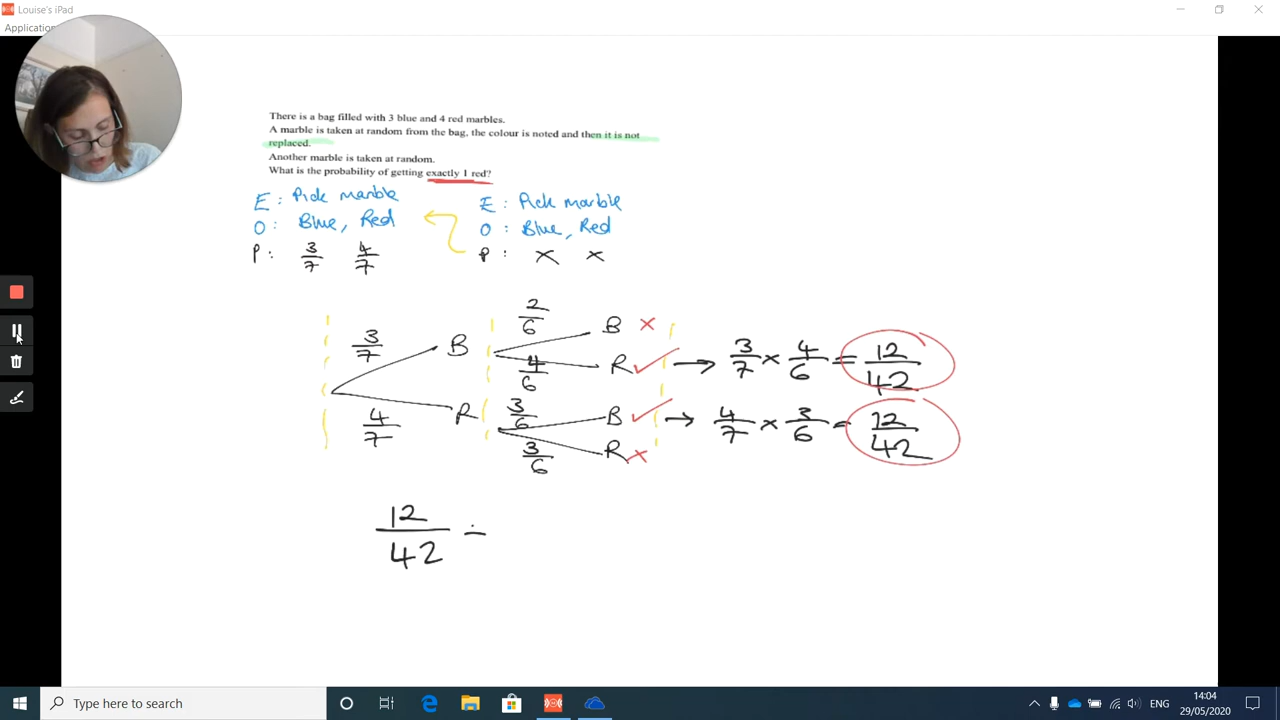 Louise's iPad
Application
There is a bag filled with 3 blue and 4 red marbles.
A marble is taken at random from the bag, the colour is noted and then it is not
replaced.
Another marble is taken at random.
What is the probability of getting exactly 1 red?
E: Pick marble
O: Blue, Red
P: 3/7 4/7
E: Pick marble
O: Blue, Red
P: × ×
3/7 B
4/7 R
2/6 B ×
4/6 R ✓ → 3/7 × 4/6 = 12/42
3/6 B ✓ → 4/7 × 3/6 = 12/42
3/6 R ×
12/42 ÷
Type here to search
ENG
14:04
29/05/2020